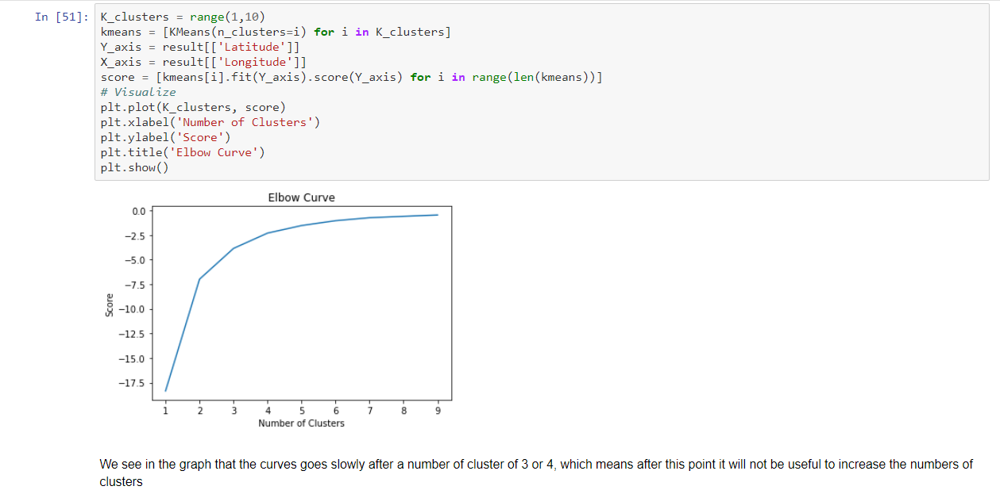 In [51]: K_clusters = range(1,10)
kmeans = [KMeans(n_clusters=i) for i in K_clusters]
Y_axis = result[['Latitude']]
X_axis = result[['Longitude']]
score = [kmeans[i].fit(Y_axis).score(Y_axis) for i in range(len(kmeans))]
# Visualize
plt.plot(K_clusters, score)
plt.xlabel('Number of Clusters')
plt.ylabel('Score')
plt.title('Elbow Curve')
plt.show()
Elbow Curve
0.0
−2.5
−5.0
−7.5
−10.0
−12.5
−15.0
−17.5
Score
1 2 3 4 5 6 7 8 9
Number of Clusters
We see in the graph that the curves goes slowly after a number of cluster of 3 or 4, which means after this point it will not be useful to increase the numbers of
clusters